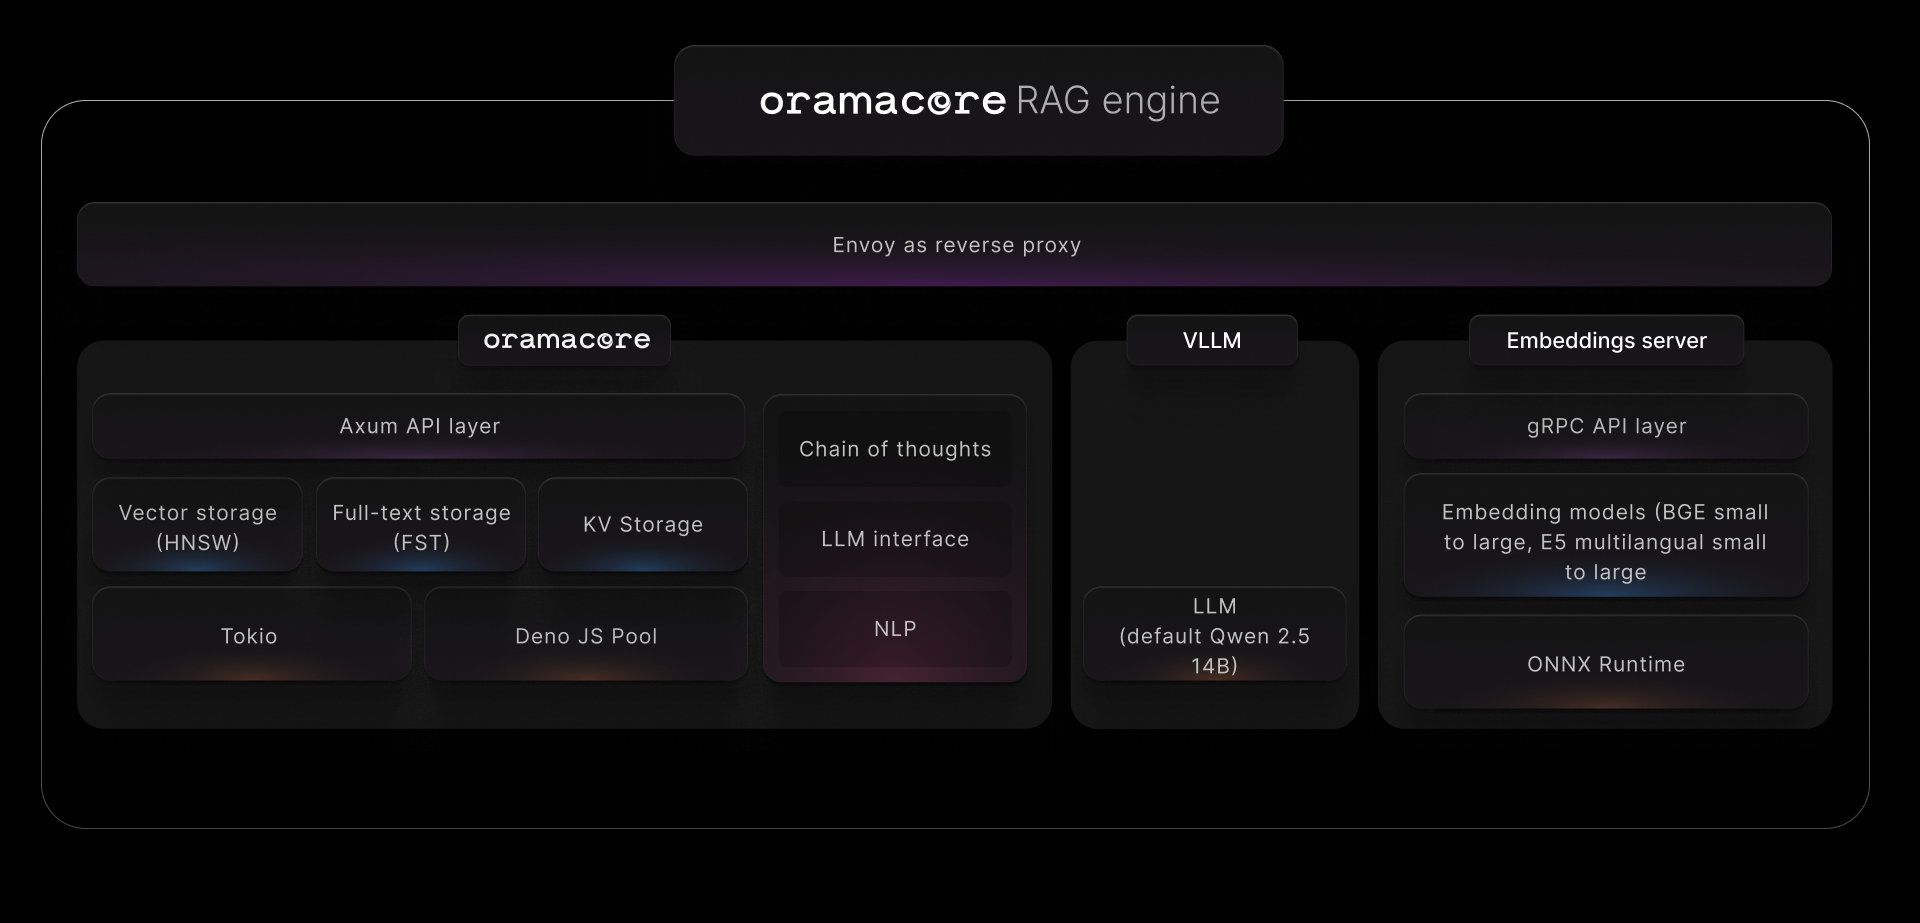 oramacore RAG engine
Envoy as reverse proxy
oramacore
Axum API layer
Vector storage
(HNSW)
Full-text storage
(FST)
KV Storage
Tokio
Deno JS Pool
Chain of thoughts
LLM interface
NLP
VLLM
LLM
(default Qwen 2.5
14B)
Embeddings server
gRPC API layer
Embedding models (BGE small
to large, E5 multilangual small
to large
ONNX Runtime